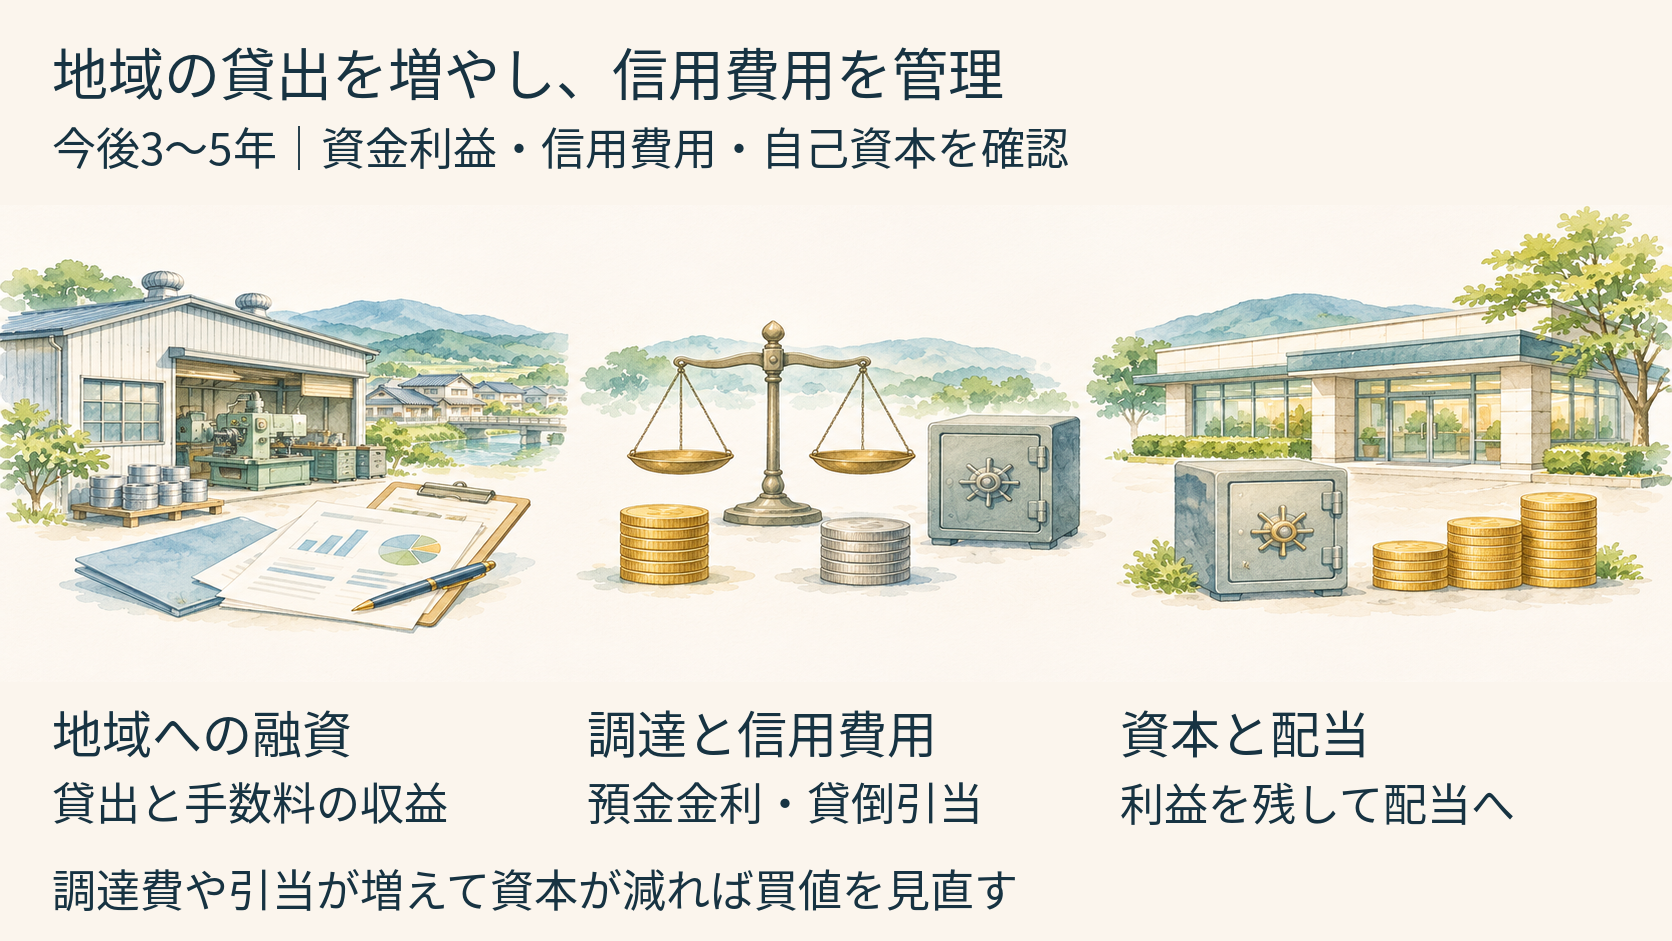 地域の貸出を増やし、信用費用を管理
今後3〜5年｜資金利益・信用費用・自己資本を確認
地域への融資
貸出と手数料の収益
調達と信用費用
預金金利・貸倒引当
資本と配当
利益を残して配当へ
調達費や引当が増えて資本が減れば買値を見直す